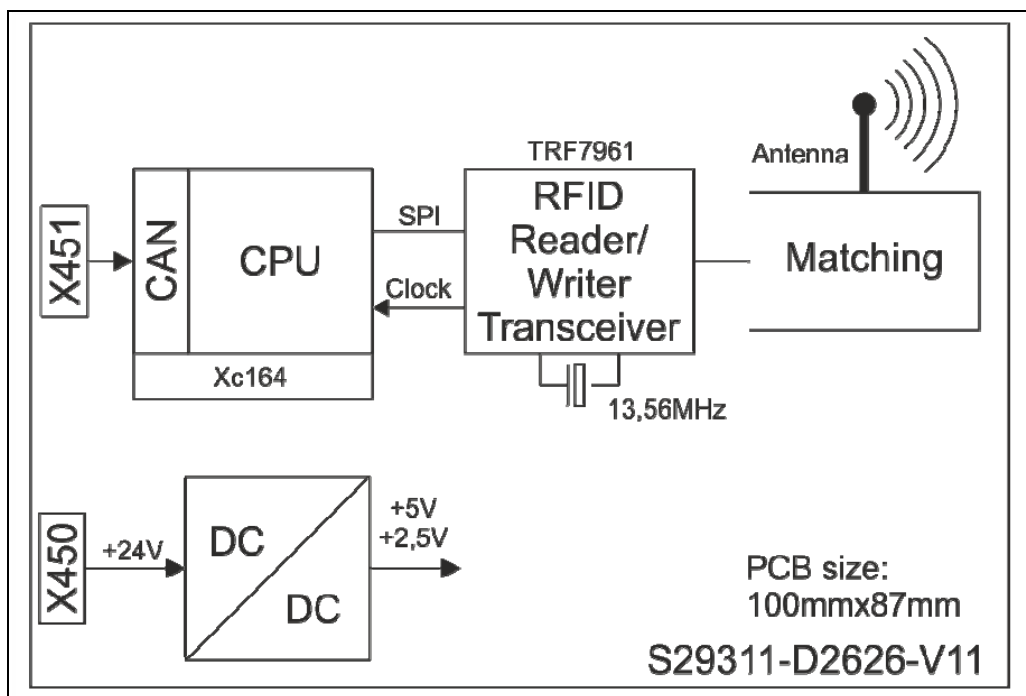 TRF7961
Antenna
X451
CAN
CPU
SPI
Clock
RFID
Reader/
Writer
Transceiver
Matching
Xc164
13,56MHz
X450
+24V
DC
DC
+5V
+2,5V
PCB size:
100mmx87mm
S29311-D2626-V11